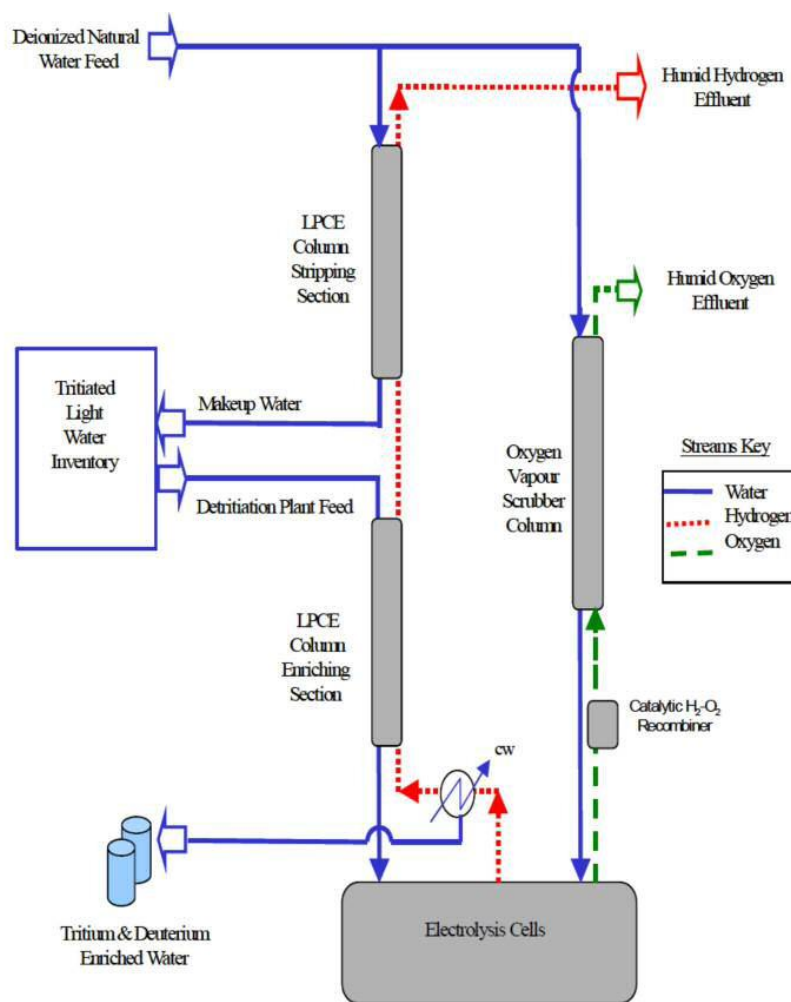 Deionized Natural
Water Feed
Humid Hydrogen
Effluent
LPCE
Column
Stripping
Section
Humid Oxygen
Effluent
Tritiated
Light
Water
Inventory
Makeup Water
Detritiation Plant Feed
Oxygen
Vapour
Scrubber
Column
Streams Key
Water
Hydrogen
Oxygen
LPCE
Column
Enriching
Section
Catalytic H₂-O₂
Recombiner
cw
Tritium & Deuterium
Enriched Water
Electrolysis Cells